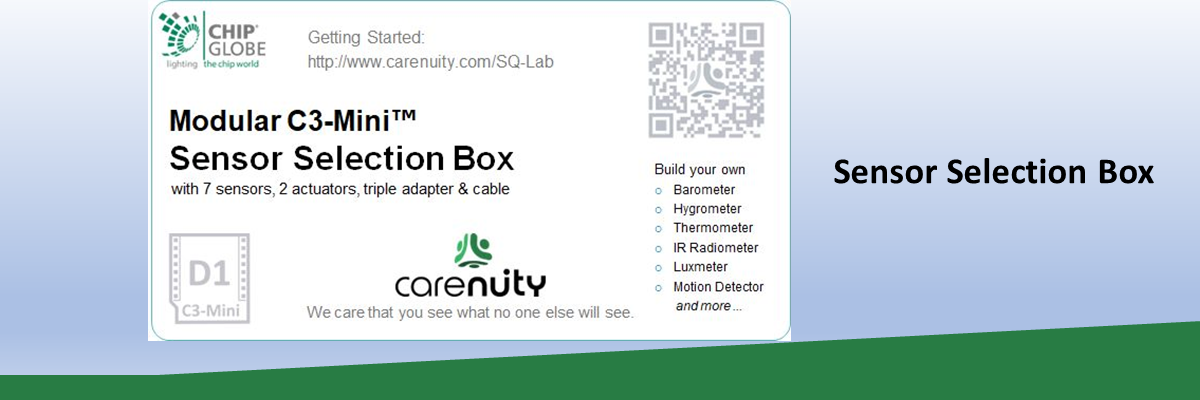 CHIP®
GLOBE
lighting the chip world
Getting Started:
http://www.carenuity.com/SQ-Lab
Modular C3-Mini™
Sensor Selection Box
with 7 sensors, 2 actuators, triple adapter & cable
D1
C3-Mini
carenuity
We care that you see what no one else will see.
Build your own
o Barometer
o Hygrometer
o Thermometer
o IR Radiometer
o Luxmeter
o Motion Detector
and more ...
Sensor Selection Box